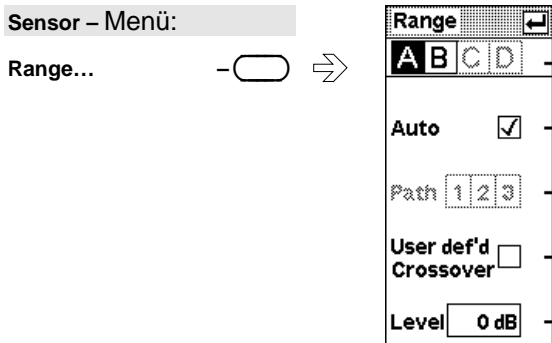 Sensor – Menü:
Range…
Range
A B C D
Auto
Path 1 2 3
User def'd
Crossover
Level 0 dB